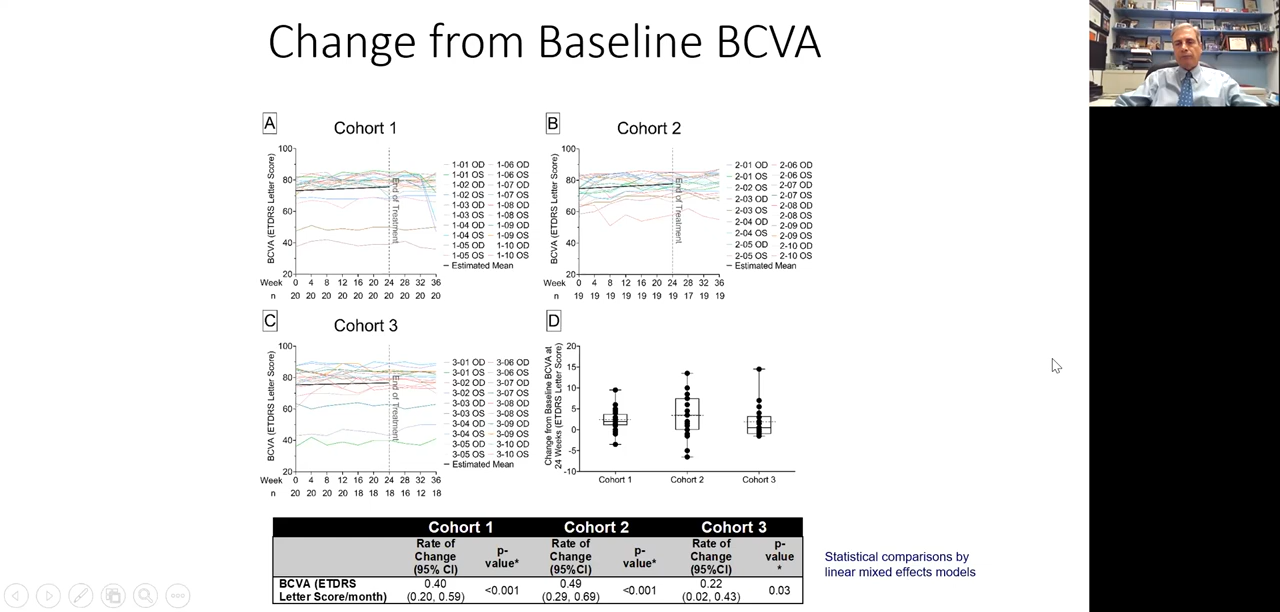 Change from Baseline BCVA
A
Cohort 1
BCVA (ETDRS Letter Score)
100
80
60
40
20
End of Treatment
Week 0 4 8 12 16 20 24 28 32 36
n 20 20 20 20 20 20 20 20 20 20
1-01 OD 1-06 OD
1-01 OS 1-06 OS
1-02 OD 1-07 OD
1-02 OS 1-07 OS
1-03 OD 1-08 OD
1-03 OS 1-08 OS
1-04 OD 1-09 OD
1-04 OS 1-09 OS
1-05 OD 1-10 OD
1-05 OS 1-10 OS
Estimated Mean
B
Cohort 2
BCVA (ETDRS Letter Score)
100
80
60
40
20
End of Treatment
Week 0 4 8 12 16 20 24 28 32 36
n 19 19 19 19 19 19 19 17 19 19
2-01 OD 2-06 OD
2-01 OS 2-06 OS
2-02 OS 2-07 OD
2-03 OD 2-07 OS
2-03 OS 2-08 OD
2-04 OD 2-08 OS
2-04 OS 2-09 OD
2-05 OD 2-09 OS
2-05 OS 2-10 OD
2-10 OS
Estimated Mean
C
Cohort 3
BCVA (ETDRS Letter Score)
100
80
60
40
20
End of Treatment
Week 0 4 8 12 16 20 24 28 32 36
n 20 20 20 20 18 18 18 16 12 18
3-01 OD 3-06 OD
3-01 OS 3-06 OS
3-02 OD 3-07 OD
3-02 OS 3-07 OS
3-03 OD 3-08 OD
3-03 OS 3-08 OS
3-04 OD 3-09 OD
3-04 OS 3-09 OS
3-05 OD 3-10 OD
3-05 OS 3-10 OS
Estimated Mean
D
Change from Baseline BCVA at
24 Weeks (ETDRS Letter Score)
20
15
10
5
0
-5
-10
Cohort 1 Cohort 2 Cohort 3
Cohort 1 Cohort 2 Cohort 3
Rate of Change (95% CI) p-value* Rate of Change (95%CI) p-value* Rate of Change (95%CI) p-value *
BCVA (ETDRS Letter Score/month) 0.40 (0.20, 0.59) <0.001 0.49 (0.29, 0.69) <0.001 0.22 (0.02, 0.43) 0.03
Statistical comparisons by
linear mixed effects models